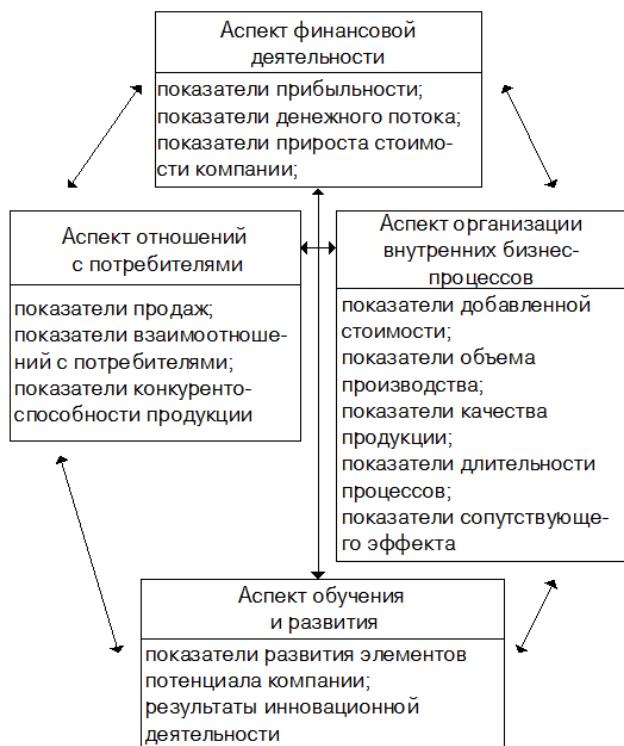 Аспект финансовой
деятельности
показатели прибыльности;
показатели денежного потока;
показатели прироста стоимо-
сти компании;
Аспект отношений
с потребителями
показатели продаж;
показатели взаимоотноше-
ний с потребителями;
показатели конкуренто-
способности продукции
Аспект организации
внутренних бизнес-
процессов
показатели добавленной
стоимости;
показатели объема
производства;
показатели качества
продукции;
показатели длительности
процессов;
показатели сопутствующе-
го эффекта
Аспект обучения
и развития
показатели развития элементов
потенциала компании;
результаты инновационной
деятельности